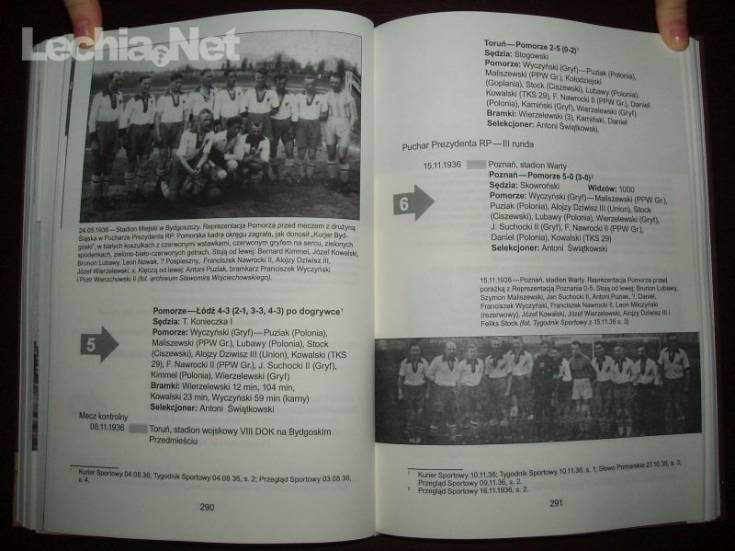 Lechia.Net
24.05.1936 — Stadion Miejski w Bydgoszczy. Reprezentacja Pomorza przed meczem z drużyną
Śląska w Pucharze Prezydenta RP. Pomorska kadra okręgu zagrała, jak donosił „Kurjer Byd-
goski", w białych koszulkach z czerwonymi wstawkami, czerwonym gryfem na sercu, zielonych
spodenkach, zielono-biało-czerwonych getrach. Stoją od lewej: Bernard Kimmel, Józef Kowalski,
Brunon Lubawy, Leon Nowak, ? Pospieszny, Franciszek Nawrocki II, Alojzy Dziwisz III,
Józef Wierzelewski, x. Klęczą od lewej: Antoni Puziak, bramkarz Franciszek Wyczyński
i Piotr Wierzchowski II (fot. archiwum Sławomira Wojciechowskiego).
5
Pomorze—Łódź 4-3 (2-1, 3-3, 4-3) po dogrywce¹
Sędzia: T. Konieczka I
Pomorze: Wyczyński (Gryf)—Puziak (Polonia),
Maliszewski (PPW Gr.), Lubawy (Polonia), Stock
(Ciszewski), Alojzy Dziwisz III (Union), Kowalski (TKS
29), F. Nawrocki II (PPW Gr.), J. Suchocki II (Gryf),
Kimmel (Polonia), Wierzelewski (Gryf)
Bramki: Wierzelewski 12 min, 104 min,
Kowalski 23 min, Wyczyński 59 min (karny)
Selekcjoner: Antoni Świątkowski
Mecz kontrolny
08.11.1936 Toruń, stadion wojskowy VIII DOK na Bydgoskim
Przedmieściu
¹ Kurier Sportowy 04.08.36; Tygodnik Sportowy 04.08.36, s. 2; Przegląd Sportowy 03.08.36,
s. 4.
290
Toruń—Pomorze 2-5 (0-2)¹
Sędzia: Stogowski
Pomorze: Wyczyński (Gryf)—Puziak (Polonia),
Maliszewski (PPW Gr.), Kołodziejski
(Goplania), Stock (Ciszewski), Lubawy (Polonia),
Kowalski (TKS 29), F. Nawrocki II (PPW Gr.), Daniel
(Polonia), Kamiński (Gryf), Wierzelewski (Gryf)
Bramki: Wierzelewski (3), Kamiński, Daniel
Selekcjoner: Antoni Świątkowski,
Puchar Prezydenta RP—III runda
15.11.1936 Poznań, stadion Warty
6
Poznań—Pomorze 5-0 (3-0)²
Sędzia: Skowroński Widzów: 1000
Pomorze: Wyczyński (Gryf)—Maliszewski (PPW Gr.),
Puziak (Polonia), Alojzy Dziwisz III (Union), Stock
(Ciszewski), Lubawy (Polonia), Wierzelewski (Gryf),
J. Suchocki II (Gryf), F. Nawrocki II (PPW Gr.),
Daniel (Polonia), Kowalski (TKS 29)
Selekcjoner: Antoni Świątkowski
15.11.1936—Poznań, stadion Warty. Reprezentacja Pomorza przed
porażką z Reprezentacją Poznania 0-5. Stoją od lewej: Brunon Lubawy,
Szymon Maliszewski, Jan Suchocki II, Antoni Puziak, ? Daniel,
Franciszek Wyczyński, Franciszek Nawrocki II, Leon Milczyński
(rezerwowy), Józef Kowalski, Józef Wierzelewski, Alojzy Dziwisz III i
Feliks Stock (fot. Tygodnik Sportowy z 15.11.36 s. 3)
¹ Kurier Sportowy 10.11.36; Tygodnik Sportowy 10.11.36, s. 1; Słowo Pomorskie 27.10.36, s. 3,
Przegląd Sportowy 09.11.36, s. 2.
² Przegląd Sportowy 16.11.1936, s. 2.
291